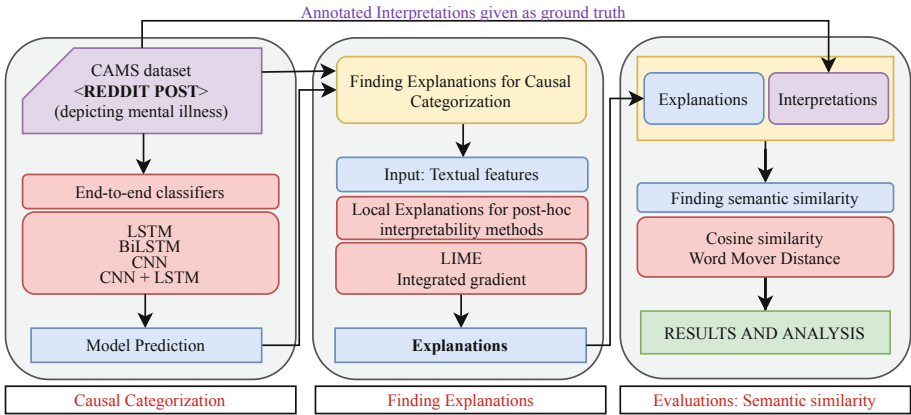 Annotated Interpretations given as ground truth
CAMS dataset
<REDDIT POST>
(depicting mental illness)
End-to-end classifiers
LSTM
BiLSTM
CNN
CNN + LSTM
Model Prediction
Causal Categorization
Finding Explanations for Causal
Categorization
Input: Textual features
Local Explanations for post-hoc
interpretability methods
LIME
Integrated gradient
Explanations
Finding Explanations
Explanations
Interpretations
Finding semantic similarity
Cosine similarity
Word Mover Distance
RESULTS AND ANALYSIS
Evaluations: Semantic similarity